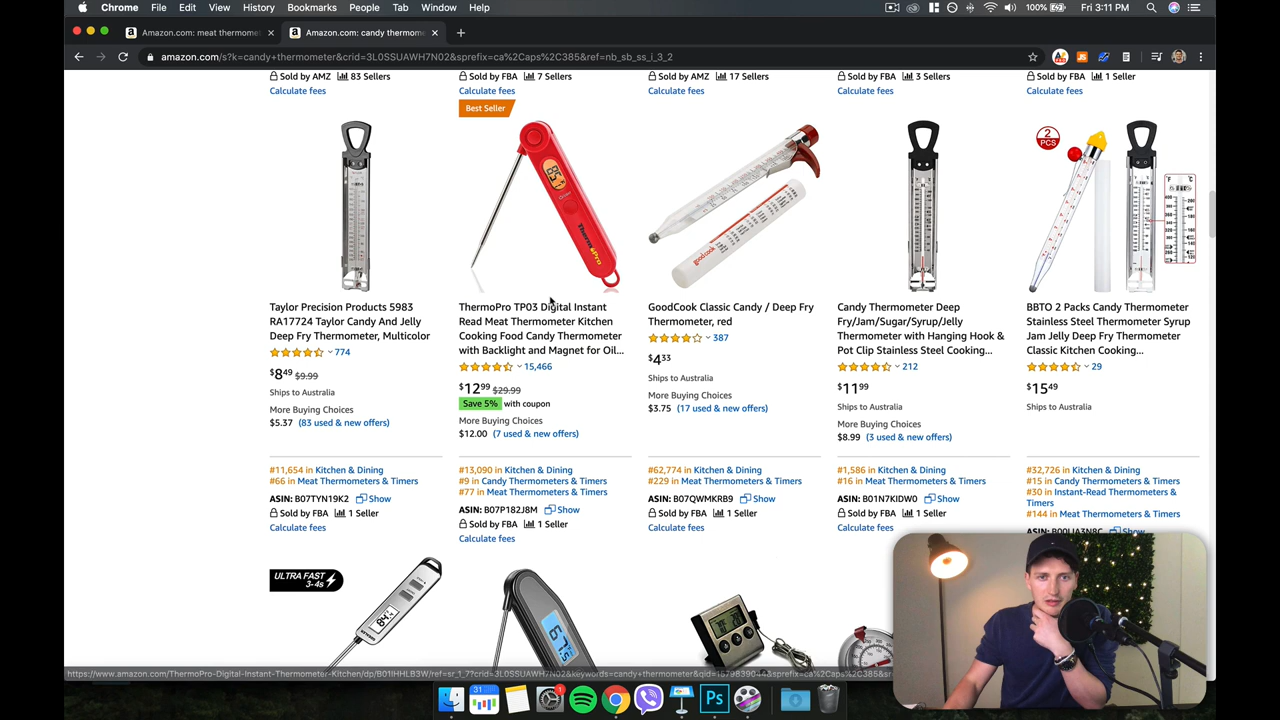 Chrome File Edit View History Bookmarks People Tab Window Help
100% Fri 3:11 PM
Amazon.com: meat thermomet
Amazon.com: candy thermom
amazon.com/s?k=candy+thermometer&crid=3L0SSUAWH7N02&sprefix=ca%2Caps%2C385&ref=nb_sb_ss_i_3_2
Sold by AMZ 83 Sellers
Calculate fees
Sold by FBA 7 Sellers
Calculate fees
Sold by AMZ 17 Sellers
Calculate fees
Sold by FBA 3 Sellers
Calculate fees
Sold by FBA 1 Seller
Calculate fees
Taylor Precision Products 5983
RA17724 Taylor Candy And Jelly
Deep Fry Thermometer, Multicolor
774
$8.49 $9.99
Ships to Australia
More Buying Choices
$5.37 (83 used & new offers)
#11,654 in Kitchen & Dining
#66 in Meat Thermometers & Timers
ASIN: B07TYN19K2 Show
Sold by FBA 1 Seller
Calculate fees
Best Seller
ThermoPro
ThermoPro TP03 Digital Instant
Read Meat Thermometer Kitchen
Cooking Food Candy Thermometer
with Backlight and Magnet for Oil...
15,466
$12.99 $29.99
Save 5% with coupon
More Buying Choices
$12.00 (7 used & new offers)
#13,090 in Kitchen & Dining
#9 in Candy Thermometers & Timers
#77 in Meat Thermometers & Timers
ASIN: B07P182J8M Show
Sold by FBA 1 Seller
Calculate fees
goodcook
GoodCook Classic Candy / Deep Fry
Thermometer, red
387
$4.33
Ships to Australia
More Buying Choices
$3.75 (17 used & new offers)
#62,774 in Kitchen & Dining
#229 in Meat Thermometers & Timers
ASIN: B07QWMKRB9 Show
Sold by FBA 1 Seller
Calculate fees
Candy Thermometer Deep
Fry/Jam/Sugar/Syrup/Jelly
Thermometer with Hanging Hook &
Pot Clip Stainless Steel Cooking...
212
$11.99
Ships to Australia
More Buying Choices
$8.99 (3 used & new offers)
#1,586 in Kitchen & Dining
#16 in Meat Thermometers & Timers
ASIN: B01N7KIDW0 Show
Sold by FBA 1 Seller
Calculate fees
2
PCS
°F °C
BBTO 2 Packs Candy Thermometer
Stainless Steel Thermometer Syrup
Jam Jelly Deep Fry Thermometer
Classic Kitchen Cooking...
29
$15.49
Ships to Australia
#32,726 in Kitchen & Dining
#15 in Candy Thermometers & Timers
#30 in Instant-Read Thermometers &
Timers
#144 in Meat Thermometers & Timers
ULTRA FAST
3-4s
https://www.amazon.com/ThermoPro-Digital-Instant-Thermometer-Kitchen/dp/B01IHHLB3W/ref=sr_1_7?crid=3L0SSUAWH7N02&keywords=candy+thermometer&qid=1579839044&sprefix=ca%2Caps%2C385&s
31
Ps